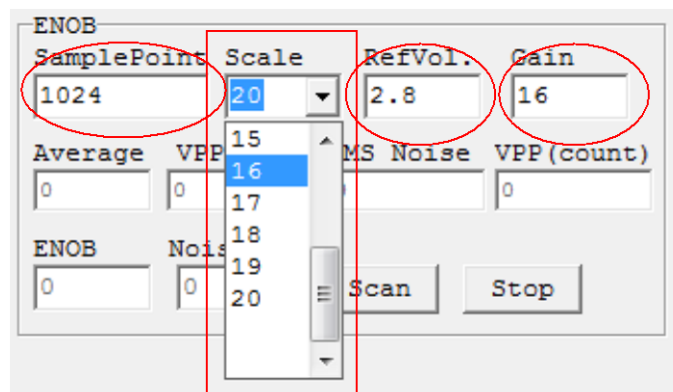 ENOB
SamplePoint Scale RefVol. Gain
1024 20 2.8 16
15
Average VPP MS Noise VPP(count)
16
0 0 0
17
18
ENOB Nois
19
0 0 Scan Stop
20